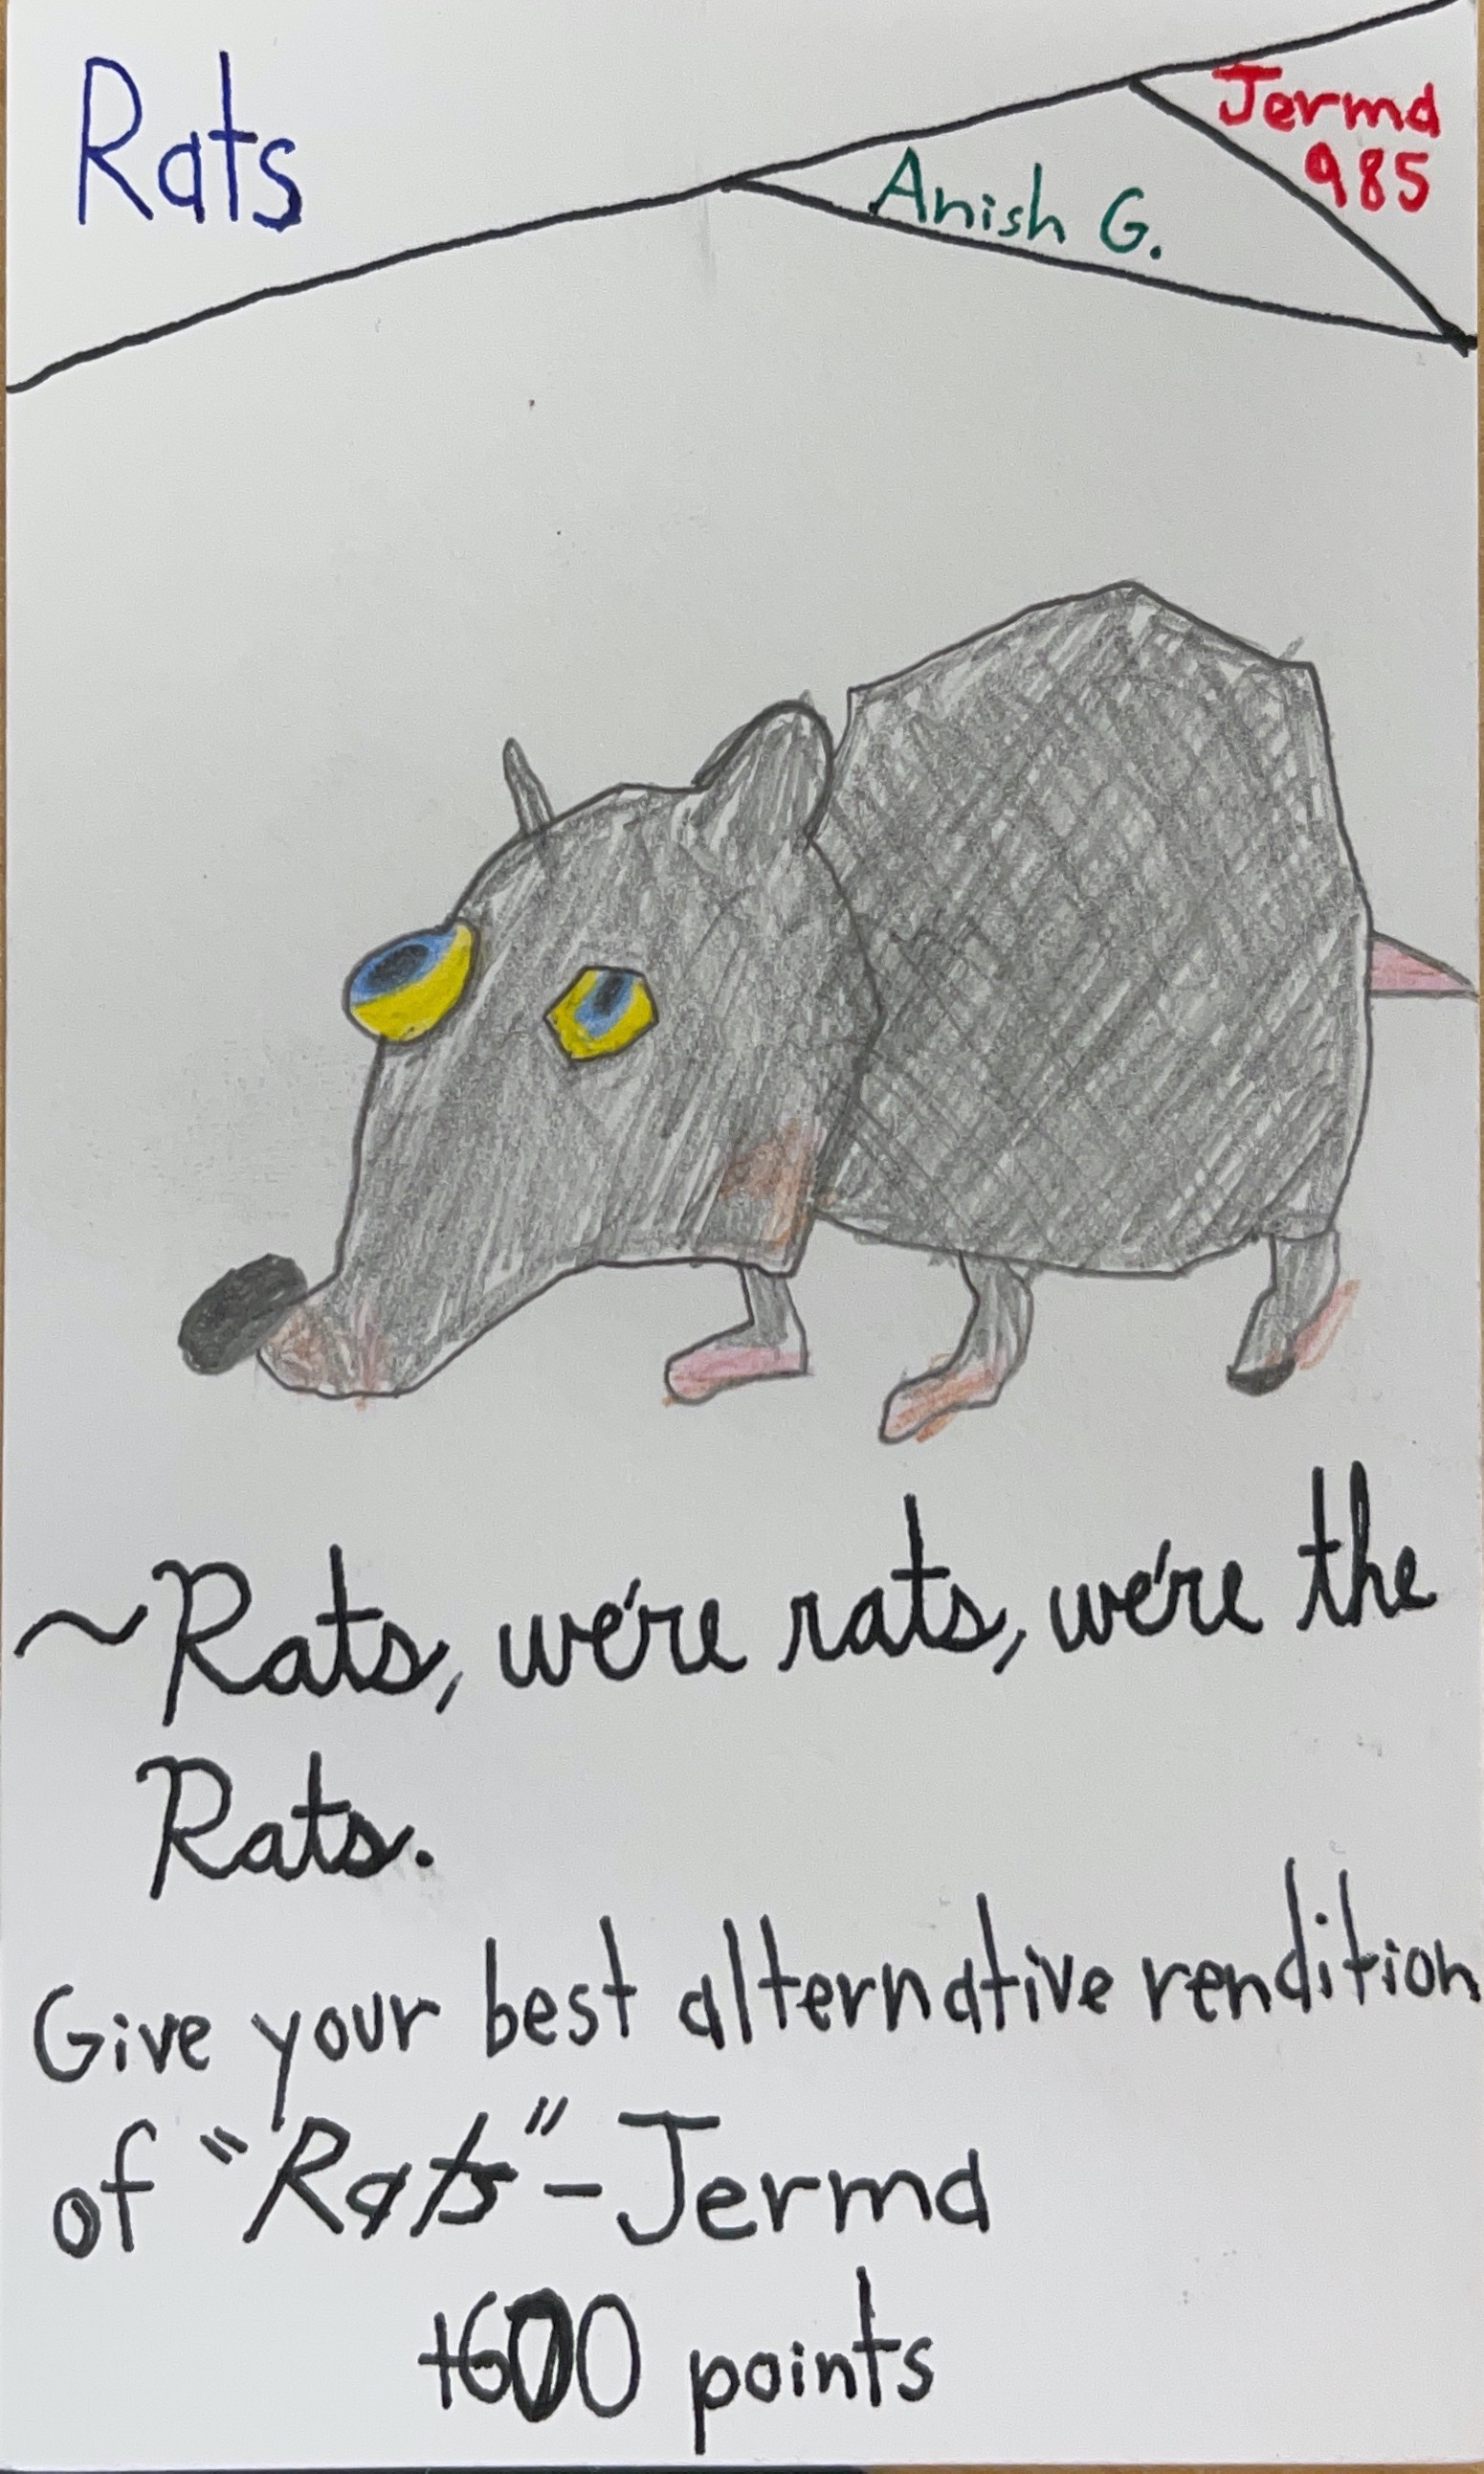 Rats
Anish G.
Jerma
985
~Rats, we're rats, we're the
Rats.
Give your best alternative rendition
of "Rats"-Jerma
+600 points